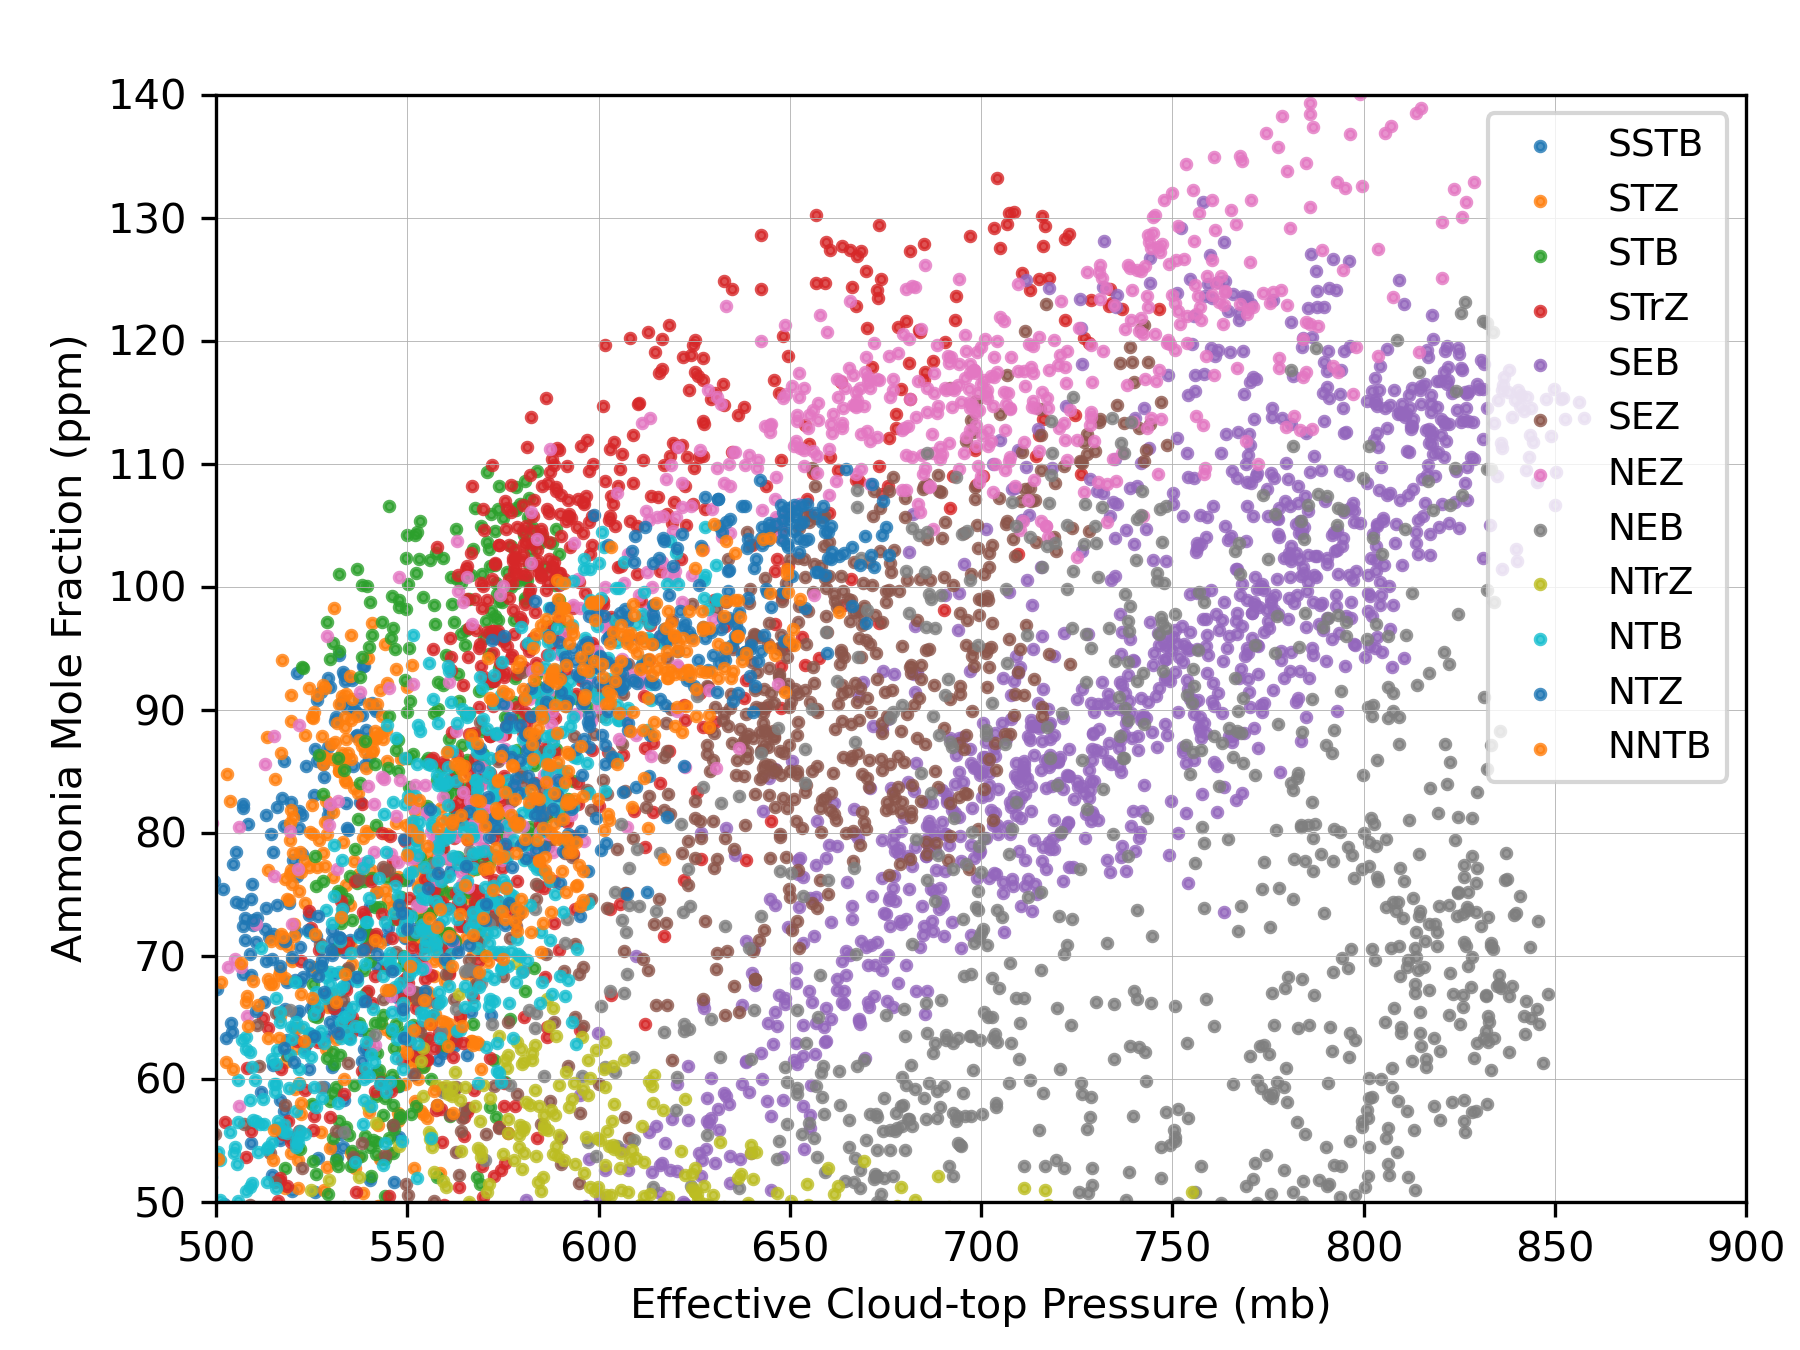 140
130
120
110
100
90
80
70
60
50
Ammonia Mole Fraction (ppm)
500 550 600 650 700 750 800 850 900
Effective Cloud-top Pressure (mb)
SSTB
STZ
STB
STrZ
SEB
SEZ
NEZ
NEB
NTrZ
NTB
NTZ
NNTB